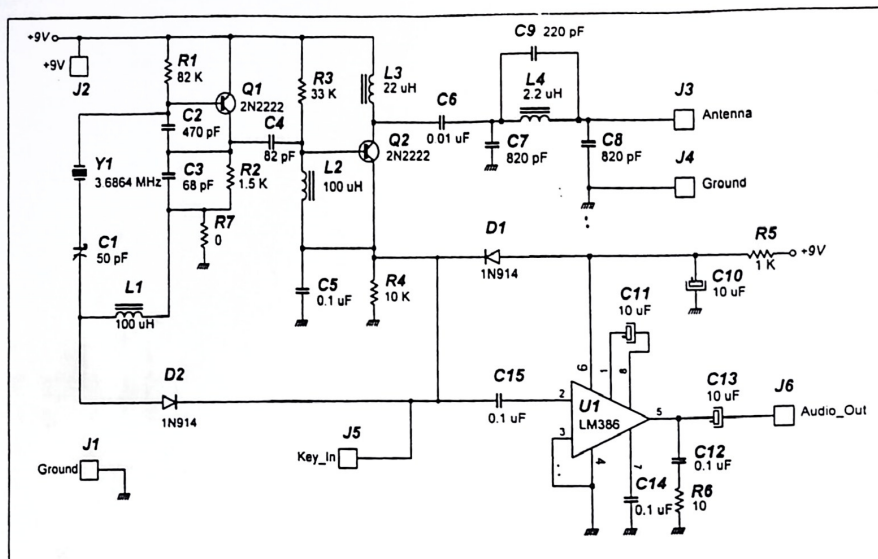 +9V
+9V
J2
R1
82 K
Q1
2N2222
C2
470 pF
C3
68 pF
Y1
3.6864 MHz
C1
50 pF
L1
100 uH
R2
1.5 K
R7
0
C4
82 pF
R3
33 K
L2
100 uH
L3
22 uH
Q2
2N2222
C5
0.1 uF
R4
10 K
C6
0.01 uF
C7
820 pF
C9 220 pF
L4
2.2 uH
C8
820 pF
J3
Antenna
J4
Ground
D1
1N914
R5
1 K
+9V
C10
10 uF
C11
10 uF
D2
1N914
C15
0.1 uF
6
1
8
2
3
U1
LM386
5
4
7
C13
10 uF
J6
Audio_Out
C12
0.1 uF
R6
10
C14
0.1 uF
J1
Ground
J5
Key_In